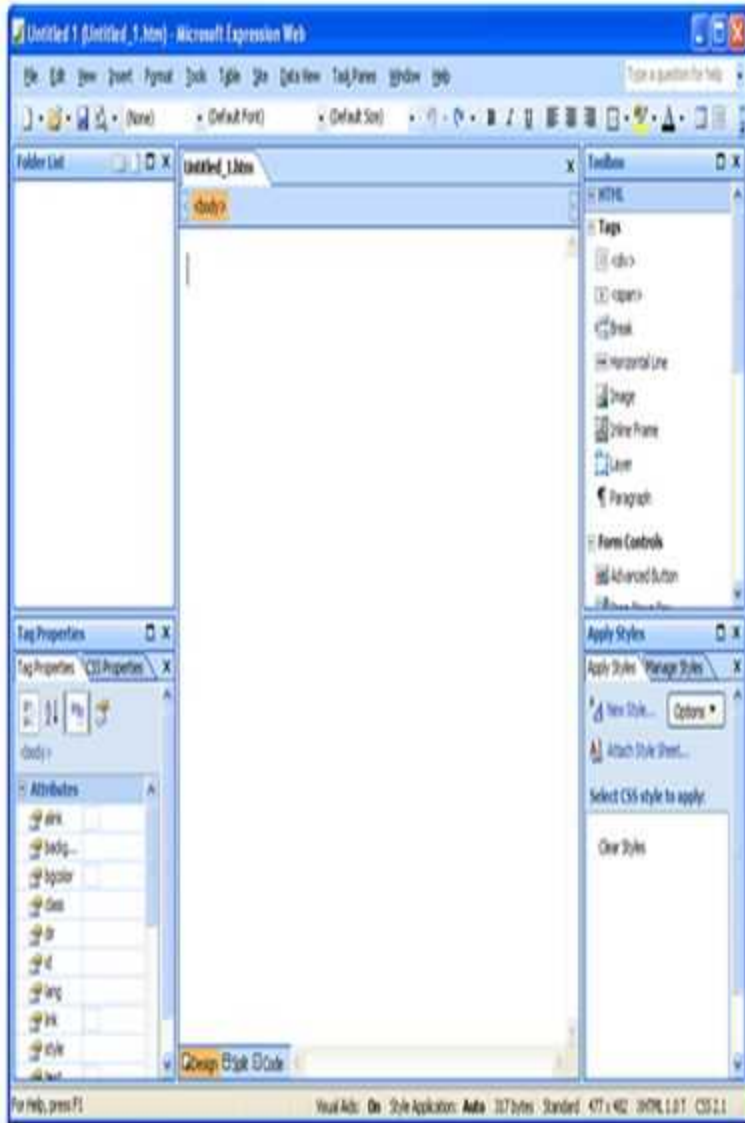 Untitled 1 (Untitled_1.htm) - Microsoft Expression Web
File Edit View Insert Format Tools Table Site Data View Task Panes Window Help
Type a question for help
(None) (Default Font) (Default Size) B I U A
Folder List
Untitled_1.htm
<body>
Toolbox
HTML
Tags
<div>
<span>
Break
Horizontal Line
Image
Inline Frame
Layer
Paragraph
Form Controls
Advanced Button
Tag Properties
Tag Properties CSS Properties
<body>
Attributes
alink
backg...
bgcolor
class
dir
id
lang
link
style
Apply Styles
Apply Styles Manage Styles
New Style... Options
Attach Style Sheet...
Select CSS style to apply:
Clear Styles
Design Split Code
For Help, press F1
Visual Aids: On Style Application: Auto 317 bytes Standard 477 x 482 XHTML 1.0 T CSS 2.1